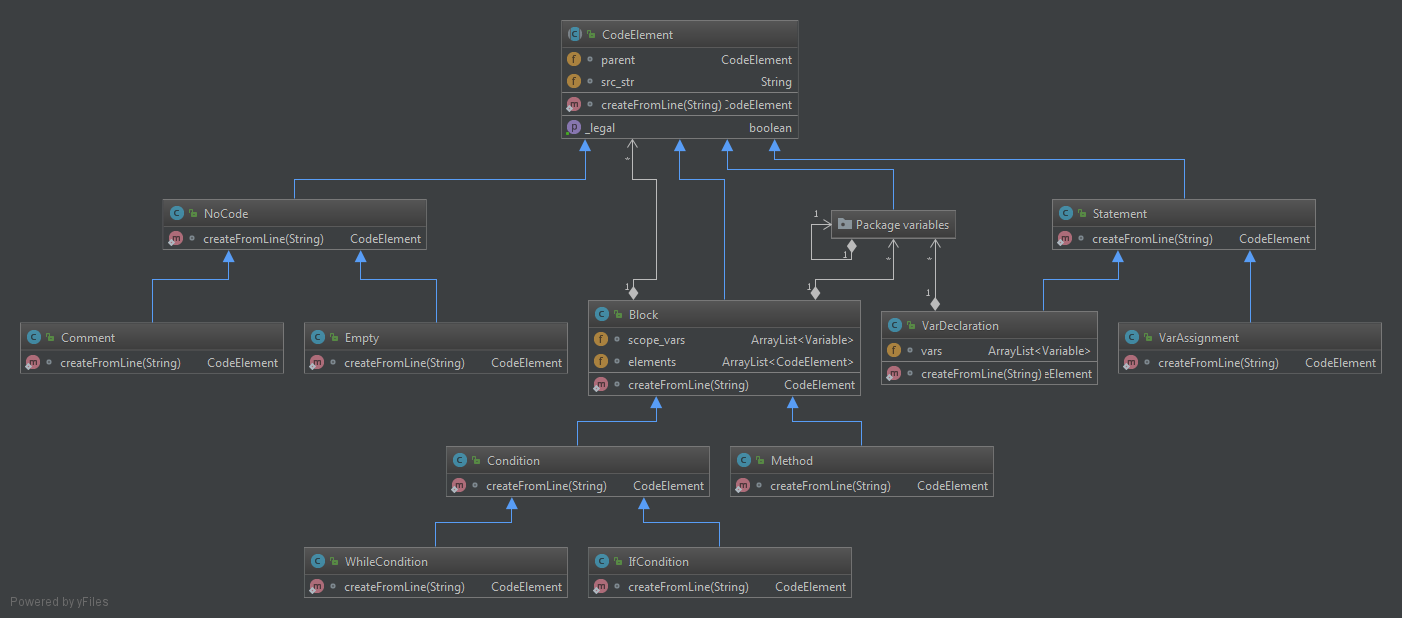 CodeElement
parent CodeElement
src_str String
createFromLine(String) CodeElement
_legal boolean
*
NoCode
createFromLine(String) CodeElement
1
Package variables
1
*
*
Statement
createFromLine(String) CodeElement
1
1
1
Comment
createFromLine(String) CodeElement
Empty
createFromLine(String) CodeElement
Block
scope_vars ArrayList<Variable>
elements ArrayList<CodeElement>
createFromLine(String) CodeElement
VarDeclaration
vars ArrayList<Variable>
createFromLine(String) eElement
VarAssignment
createFromLine(String) CodeElement
Condition
createFromLine(String) CodeElement
Method
createFromLine(String) CodeElement
WhileCondition
createFromLine(String) CodeElement
IfCondition
createFromLine(String) CodeElement
Powered by yFiles